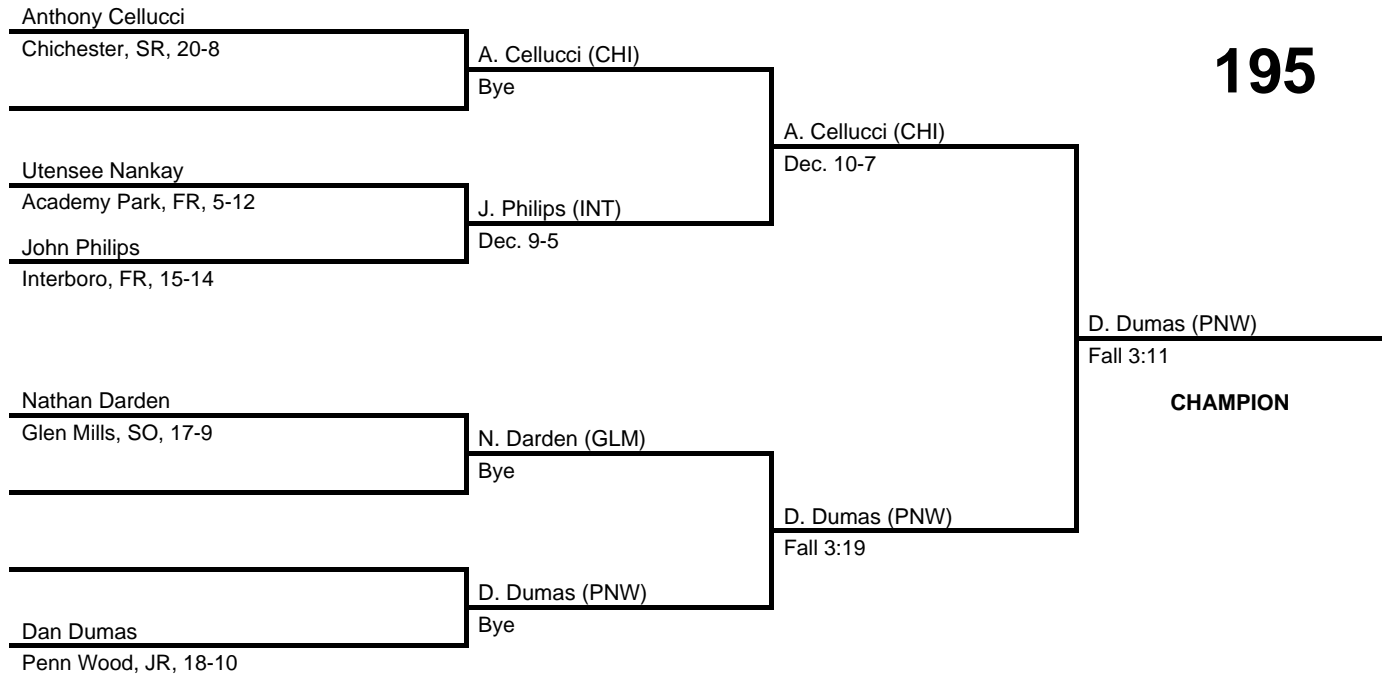 Anthony Cellucci
Chichester, SR, 20-8
A. Cellucci (CHI)
Bye
195
A. Cellucci (CHI)
Dec. 10-7
Utensee Nankay
Academy Park, FR, 5-12
J. Philips (INT)
Dec. 9-5
John Philips
Interboro, FR, 15-14
D. Dumas (PNW)
Fall 3:11
CHAMPION
Nathan Darden
Glen Mills, SO, 17-9
N. Darden (GLM)
Bye
D. Dumas (PNW)
Fall 3:19
D. Dumas (PNW)
Bye
Dan Dumas
Penn Wood, JR, 18-10